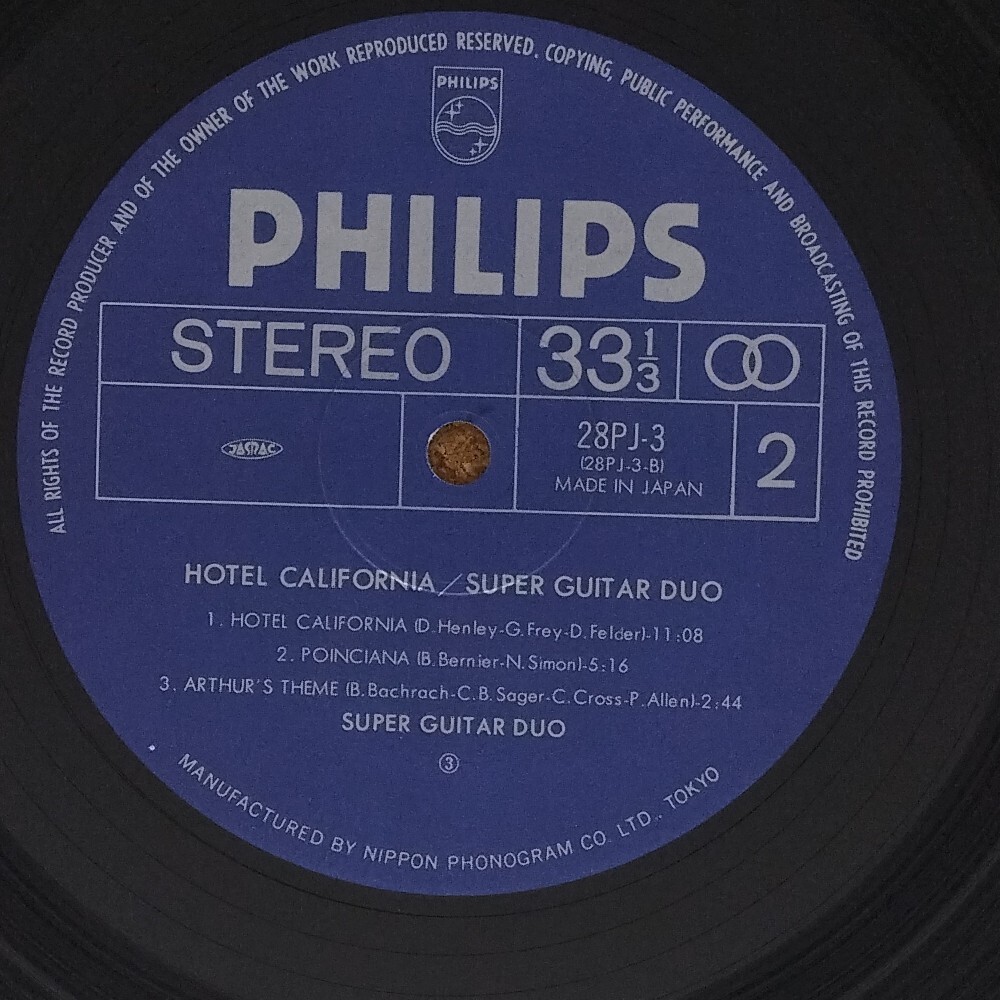 ALL RIGHTS OF THE RECORD PRODUCER AND OF THE OWNER OF THE WORK REPRODUCED RESERVED. COPYING, PUBLIC PERFORMANCE AND BROADCASTING OF THIS RECORD PROHIBITED
PHILIPS
PHILIPS
STEREO 33 1/3
JASRAC
28PJ-3
(28PJ-3-B)
MADE IN JAPAN
2
HOTEL CALIFORNIA / SUPER GUITAR DUO
1. HOTEL CALIFORNIA (D.Henley-G.Frey-D.Felder)-11:08
2. POINCIANA (B.Bernier-N.Simon)-5:16
3. ARTHUR'S THEME (B.Bachrach-C.B.Sager-C.Cross-P.Allen)-2:44
SUPER GUITAR DUO
③
MANUFACTURED BY NIPPON PHONOGRAM CO. LTD., TOKYO